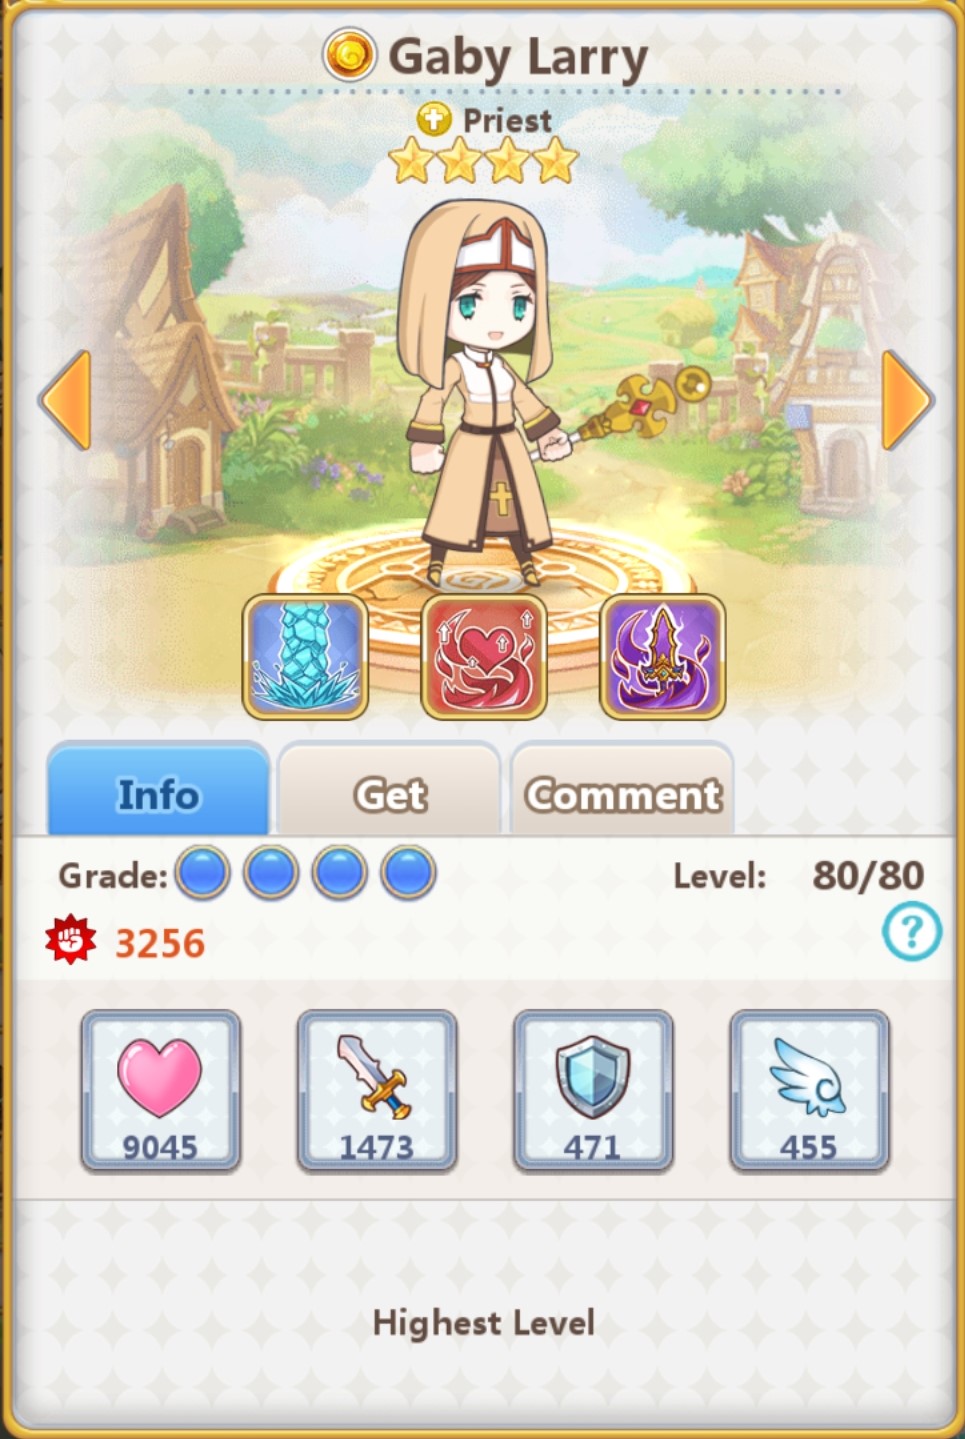 Gaby Larry
Priest
Info
Get
Comment
Grade:
Level: 80/80
3256
?
9045
1473
471
455
Highest Level